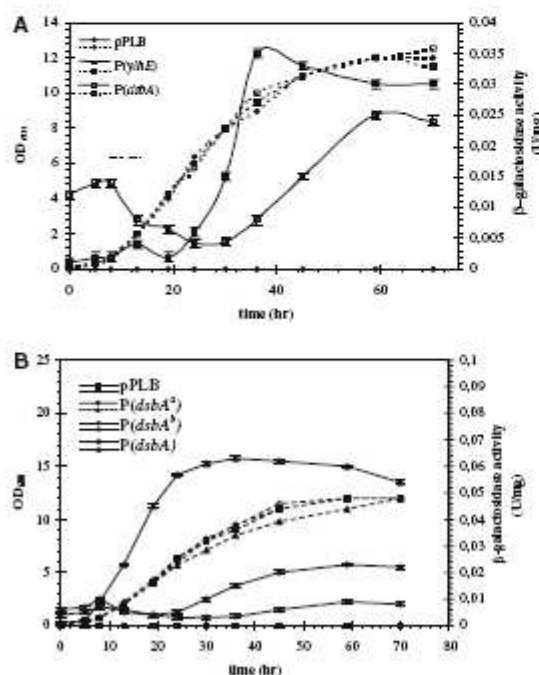 A
pPLB
P(ylhE)
P(dsbA)
14
12
10
8
6
4
2
0
OD600
0
20
40
60
time (hr)
0,04
0,035
0,03
0,025
0,02
0,015
0,01
0,005
0
β-galactosidase activity
(U/mg)
B
pPLB
P(dsbAª)
P(dsbAᵇ)
P(dsbA)
25
20
15
10
5
0
OD600
0
10
20
30
40
50
60
70
80
time (hr)
0,1
0,09
0,08
0,07
0,06
0,05
0,04
0,03
0,02
0,01
0
β-galactosidase activity
(U/mg)